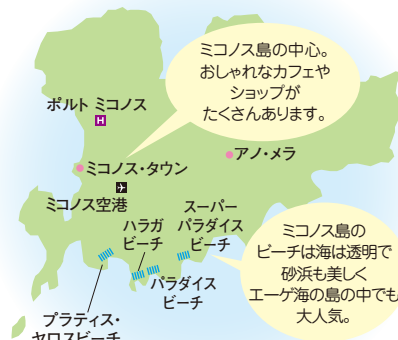 ミコノス島の中心。
おしゃれなカフェや
ショップが
たくさんあります。
ポルト ミコノス
H
アノ・メラ
ミコノス・タウン
ミコノス空港
スーパー
パラダイス
ビーチ
ハラガ
ビーチ
パラダイス
ビーチ
ミコノス島の
ビーチは海は透明で
砂浜も美しく
エーゲ海の島の中でも
大人気。
プラティス・
ヤロスビーチ